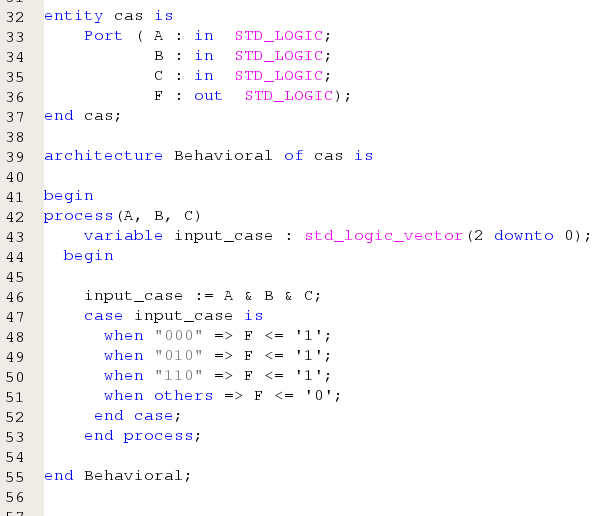 32 entity cas is
33     Port ( A : in  STD_LOGIC;
34            B : in  STD_LOGIC;
35            C : in  STD_LOGIC;
36            F : out  STD_LOGIC);
37 end cas;
38
39 architecture Behavioral of cas is
40
41 begin
42 process(A, B, C)
43     variable input_case : std_logic_vector(2 downto 0);
44   begin
45
46     input_case := A & B & C;
47     case input_case is
48       when "000" => F <= '1';
49       when "010" => F <= '1';
50       when "110" => F <= '1';
51       when others => F <= '0';
52      end case;
53     end process;
54
55 end Behavioral;
56